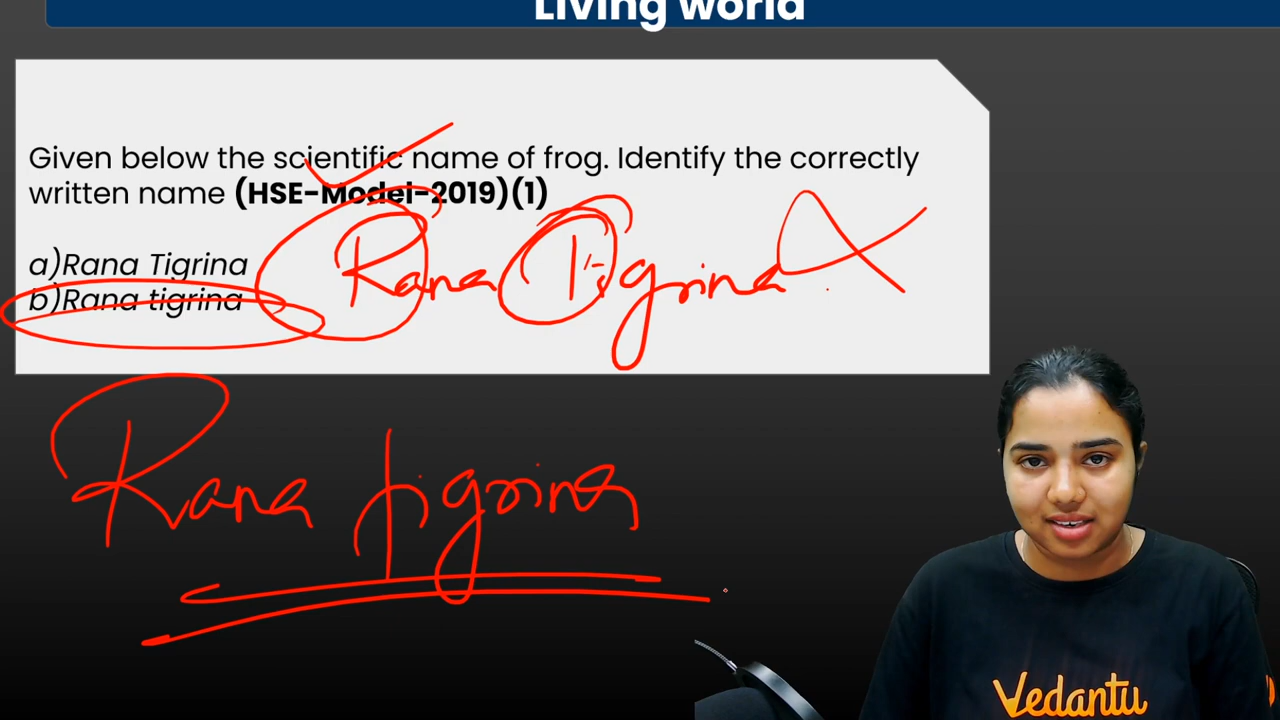 Living world
Given below the scientific name of frog. Identify the correctly
written name (HSE-Model-2019)(1)
a)Rana Tigrina
b)Rana tigrina
Rana Tigrina
Rana tigrina
Vedantu